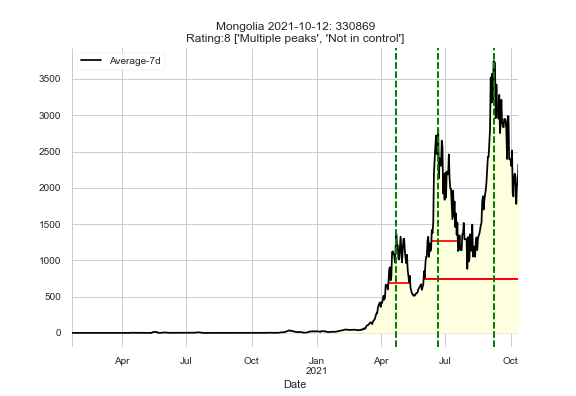 Mongolia 2021-10-12: 330869
Rating:8 ['Multiple peaks', 'Not in control']
Average-7d
3500
3000
2500
2000
1500
1000
500
0
Apr
Jul
Oct
Jan
2021
Apr
Jul
Oct
Date